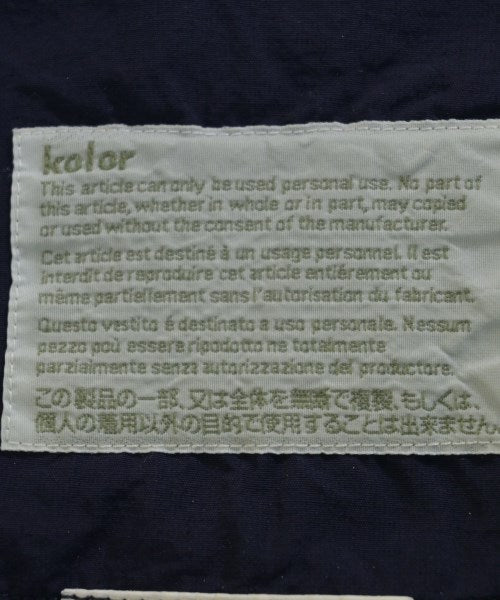 kolor
This article can only be used personal use. No part of
this article, whether in whole or in part, may copied
or used without the consent of the manufacturer.
Cet article est destiné à un usage personnel. Il est
interdit de reproduire cet article entiérement ou
même partiellement sans l'autorisation du fabricant.
Questo vestito é destinato a uso personale. Nessum
pezzo poù essere ripodotto ne totalmente
parzialmente senza autorizzazione del productore.
この製品の一部、又は全体を無断で複製、もしくは、
個人の着用以外の目的で使用することは出来ません。